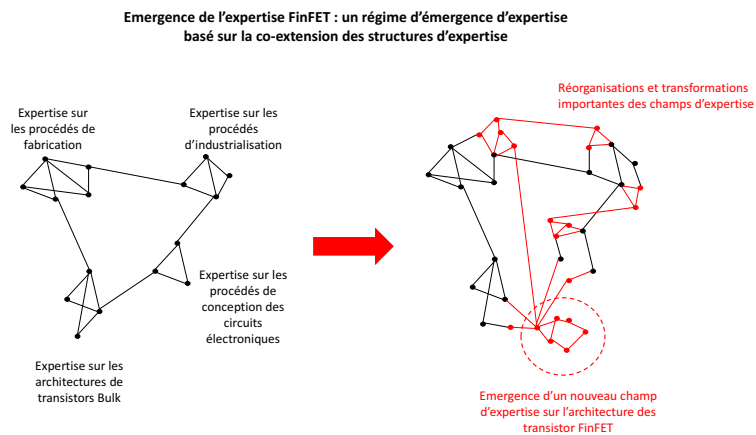 Emergence de l'expertise FinFET : un régime d'émergence d'expertise
basé sur la co-extension des structures d'expertise
Expertise sur
les procédés de
fabrication
Expertise sur les
procédés
d'industrialisation
Réorganisations et transformations
importantes des champs d'expertise
Expertise sur les
procédés de
conception des
circuits
électroniques
Expertise sur les
architectures de
transistors Bulk
Emergence d'un nouveau champ
d'expertise sur l'architecture des
transistor FinFET